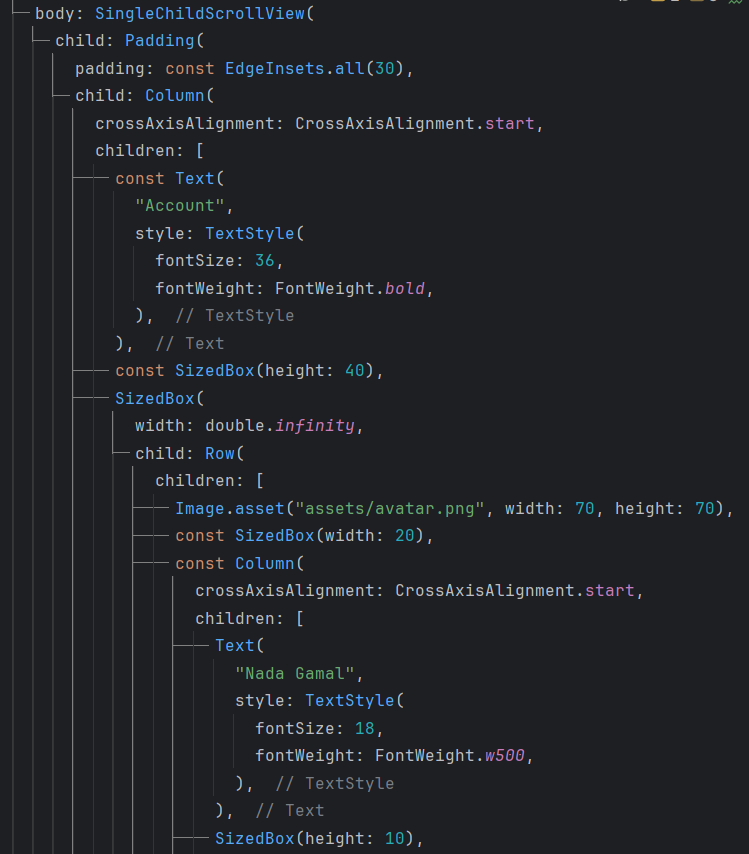 body: SingleChildScrollView(
child: Padding(
padding: const EdgeInsets.all(30),
child: Column(
crossAxisAlignment: CrossAxisAlignment.start,
children: [
const Text(
"Account",
style: TextStyle(
fontSize: 36,
fontWeight: FontWeight.bold,
), // TextStyle
), // Text
const SizedBox(height: 40),
SizedBox(
width: double.infinity,
child: Row(
children: [
Image.asset("assets/avatar.png", width: 70, height: 70),
const SizedBox(width: 20),
const Column(
crossAxisAlignment: CrossAxisAlignment.start,
children: [
Text(
"Nada Gamal",
style: TextStyle(
fontSize: 18,
fontWeight: FontWeight.w500,
), // TextStyle
), // Text
SizedBox(height: 10),